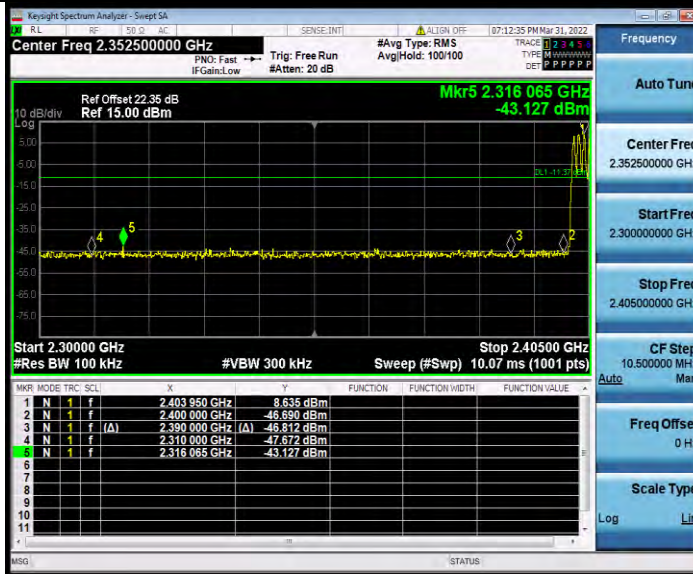 Keysight Spectrum Analyzer - Swept SA
RL RF 50 Ω AC SENSE:INT ALIGN OFF 07:12:35 PM Mar 31, 2022
Center Freq 2.352500000 GHz
PNO: Fast
IFGain:Low
Trig: Free Run
#Atten: 20 dB
#Avg Type: RMS
Avg|Hold: 100/100
TRACE 1 2 3 4 5 6
TYPE M WWWWW
DET P P P P P P
Mkr5 2.316 065 GHz
-43.127 dBm
Ref Offset 22.35 dB
10 dB/div Ref 15.00 dBm
Log
5.00
-5.00
-15.0
-25.0
-35.0
-45.0
-55.0
-65.0
-75.0
DL1 -11.37 dBm
4
5
3
2
Start 2.30000 GHz Stop 2.40500 GHz
#Res BW 100 kHz #VBW 300 kHz Sweep (#Swp) 10.07 ms (1001 pts)
MKR MODE TRC SCL X Y FUNCTION FUNCTION WIDTH FUNCTION VALUE
1 N 1 f 2.403 950 GHz 8.635 dBm
2 N 1 f 2.400 000 GHz -46.690 dBm
3 N 1 f (Δ) 2.390 000 GHz (Δ) -46.812 dBm
4 N 1 f 2.310 000 GHz -47.672 dBm
5 N 1 f 2.316 065 GHz -43.127 dBm
6
7
8
9
10
11
MSG STATUS
Frequency
Auto Tune
Center Freq
2.352500000 GHz
Start Freq
2.300000000 GHz
Stop Freq
2.405000000 GHz
CF Step
10.500000 MHz
Auto Man
Freq Offset
0 Hz
Scale Type
Log Lin